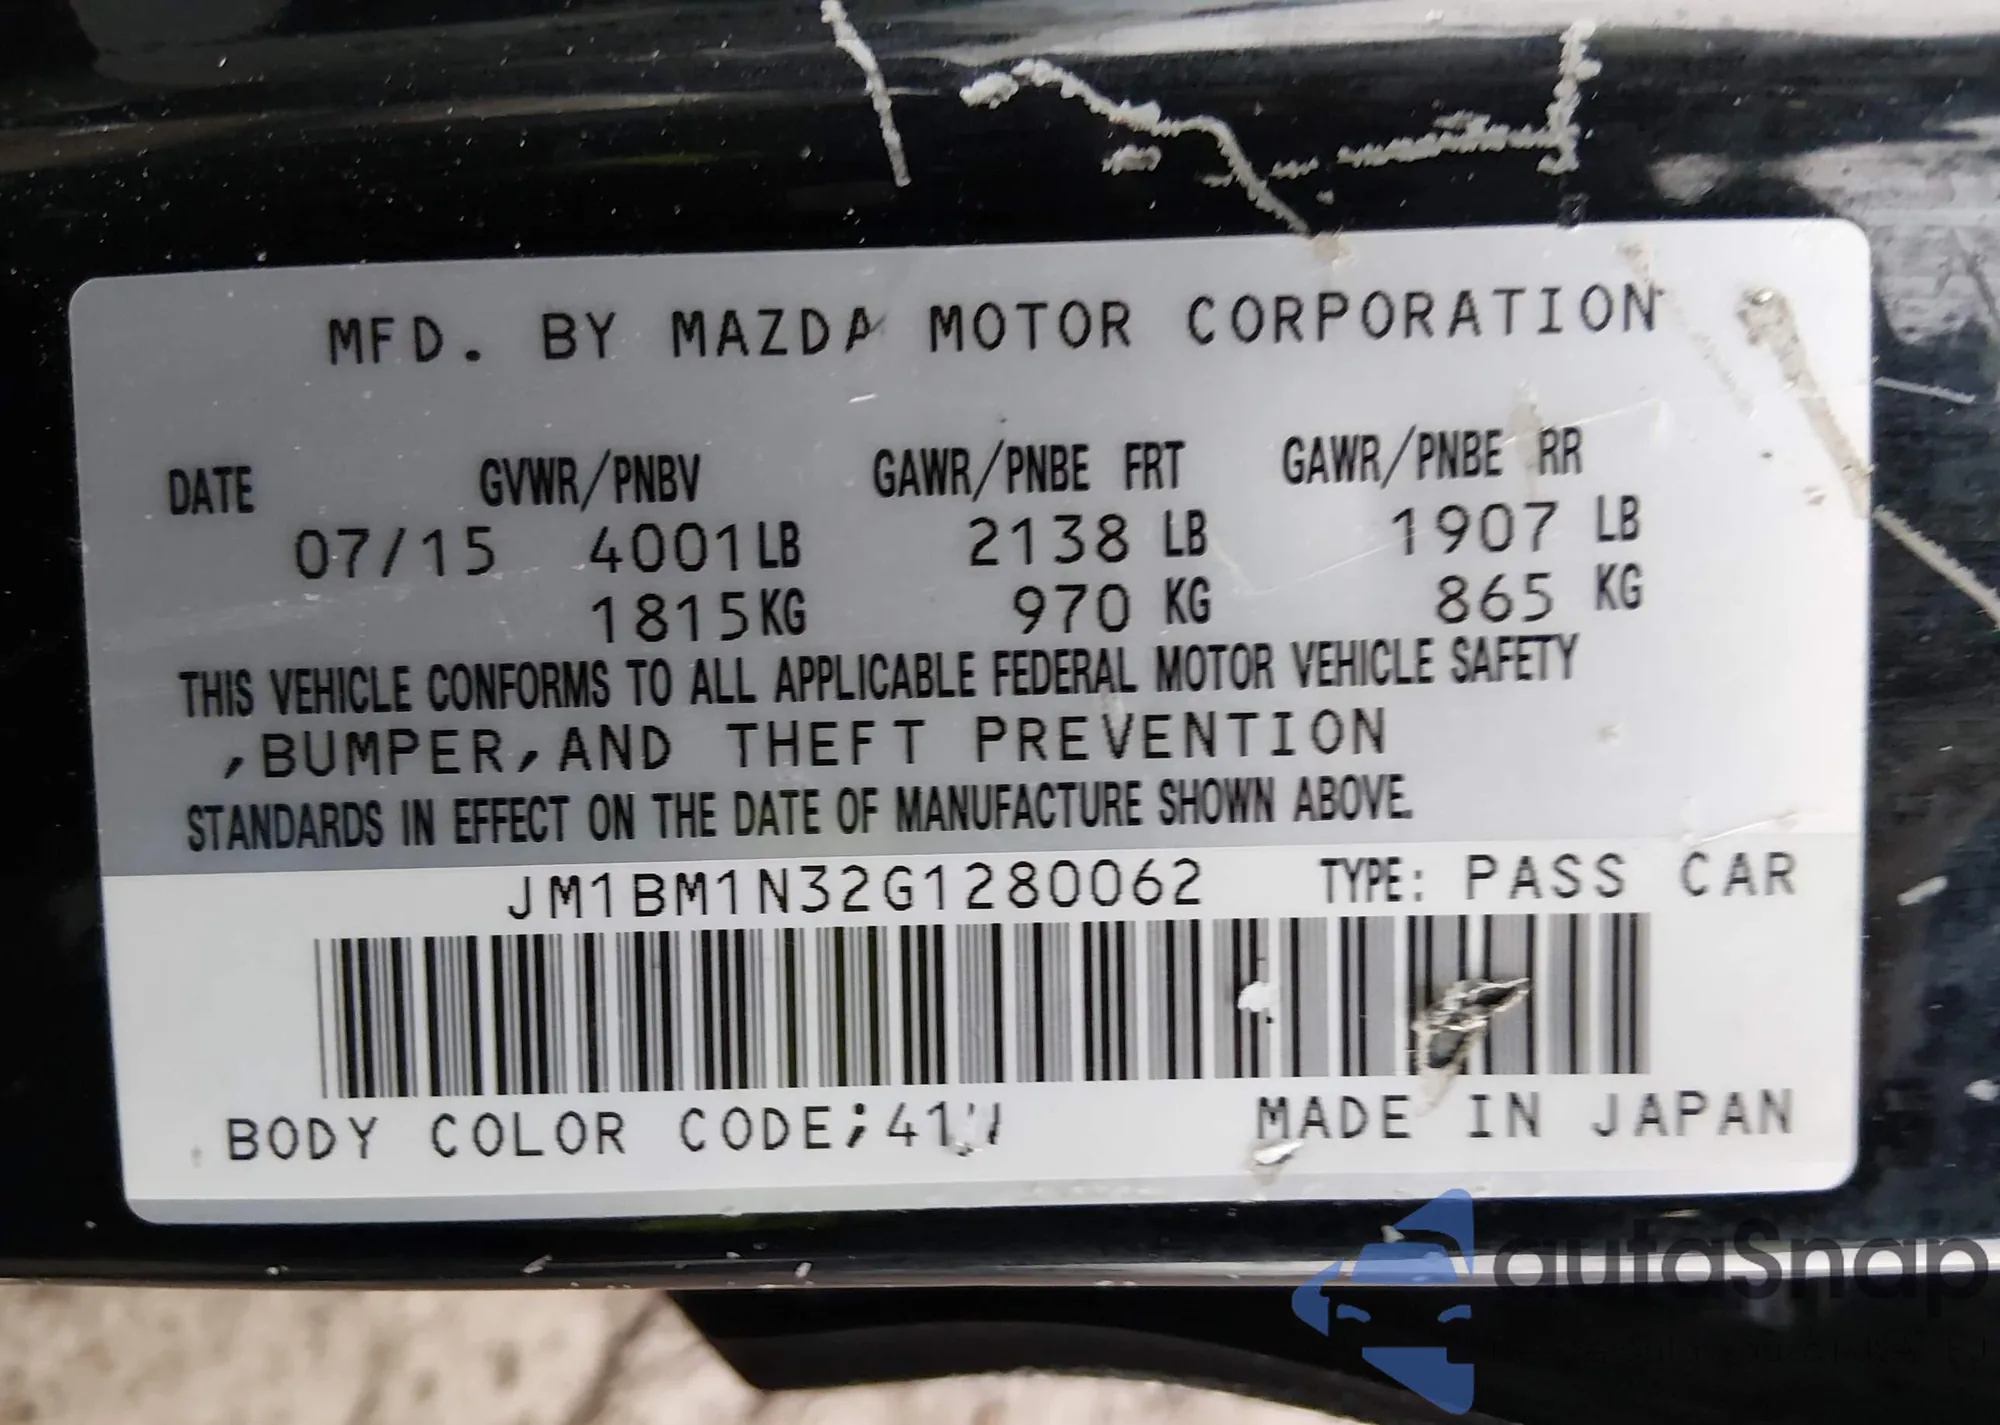 MFD. BY MAZDA MOTOR CORPORATION
DATE GVWR/PNBV GAWR/PNBE FRT GAWR/PNBE RR
07/15 4001LB 2138 LB 1907 LB
1815KG 970 KG 865 KG
THIS VEHICLE CONFORMS TO ALL APPLICABLE FEDERAL MOTOR VEHICLE SAFETY
,BUMPER,AND THEFT PREVENTION
STANDARDS IN EFFECT ON THE DATE OF MANUFACTURE SHOWN ABOVE.
JM1BM1N32G1280062 TYPE: PASS CAR
BODY COLOR CODE; MADE IN JAPAN
autaSnap